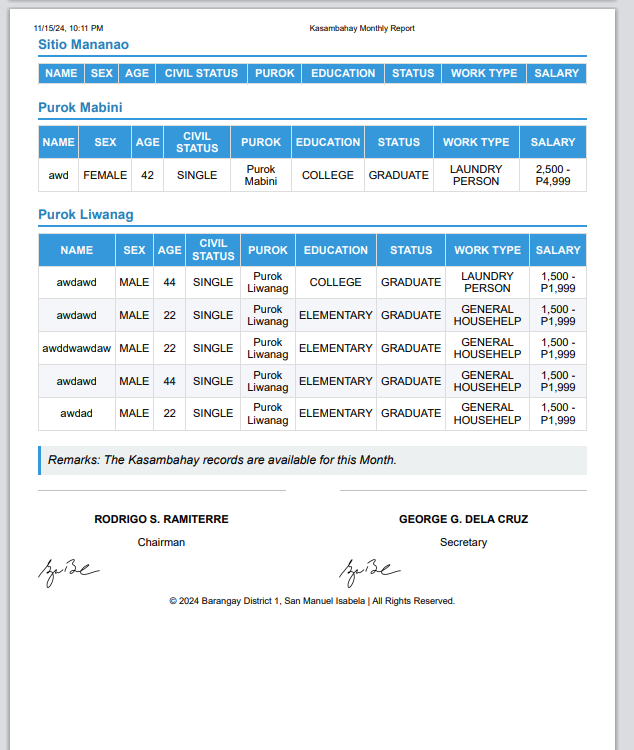 11/15/24, 10:11 PM Kasambahay Monthly Report
Sitio Mananao
NAME SEX AGE CIVIL STATUS PUROK EDUCATION STATUS WORK TYPE SALARY
Purok Mabini
NAME SEX AGE CIVIL STATUS PUROK EDUCATION STATUS WORK TYPE SALARY
awd FEMALE 42 SINGLE Purok Mabini COLLEGE GRADUATE LAUNDRY PERSON 2,500 - P4,999
Purok Liwanag
NAME SEX AGE CIVIL STATUS PUROK EDUCATION STATUS WORK TYPE SALARY
awdawd MALE 44 SINGLE Purok Liwanag COLLEGE GRADUATE LAUNDRY PERSON 1,500 - P1,999
awdawd MALE 22 SINGLE Purok Liwanag ELEMENTARY GRADUATE GENERAL HOUSEHELP 1,500 - P1,999
awddwawdaw MALE 22 SINGLE Purok Liwanag ELEMENTARY GRADUATE GENERAL HOUSEHELP 1,500 - P1,999
awdawd MALE 44 SINGLE Purok Liwanag ELEMENTARY GRADUATE GENERAL HOUSEHELP 1,500 - P1,999
awdad MALE 22 SINGLE Purok Liwanag ELEMENTARY GRADUATE GENERAL HOUSEHELP 1,500 - P1,999
Remarks: The Kasambahay records are available for this Month.
RODRIGO S. RAMITERRE GEORGE G. DELA CRUZ
Chairman Secretary
© 2024 Barangay District 1, San Manuel Isabela | All Rights Reserved.